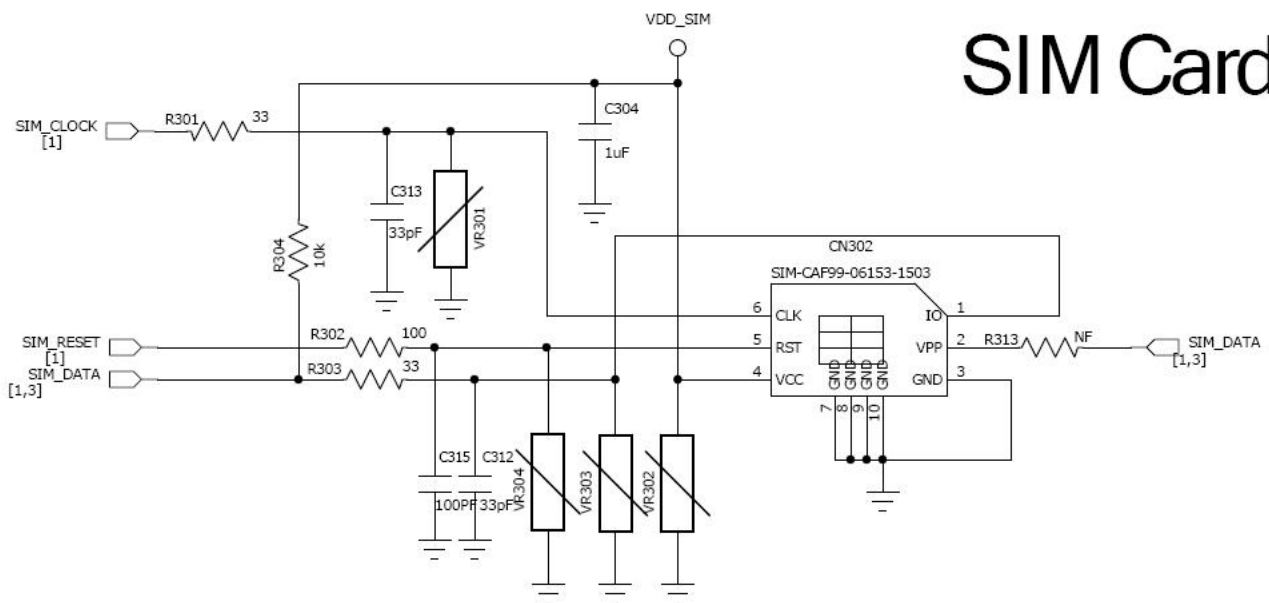 VDD_SIM
SIM Card
C304
1uF
R301
33
SIM_CLOCK
[1]
C313
33pF
VR301
R304
10k
CN302
SIM-CAF99-06153-1503
6
CLK
IO
1
5
RST
VPP
2
4
VCC
GND
3
GND
GND
GND
GND
7
8
9
10
R313
NF
SIM_DATA
[1,3]
SIM_RESET
[1]
R302
100
SIM_DATA
[1,3]
R303
33
C315
100PF
C312
33pF
VR304
VR303
VR302